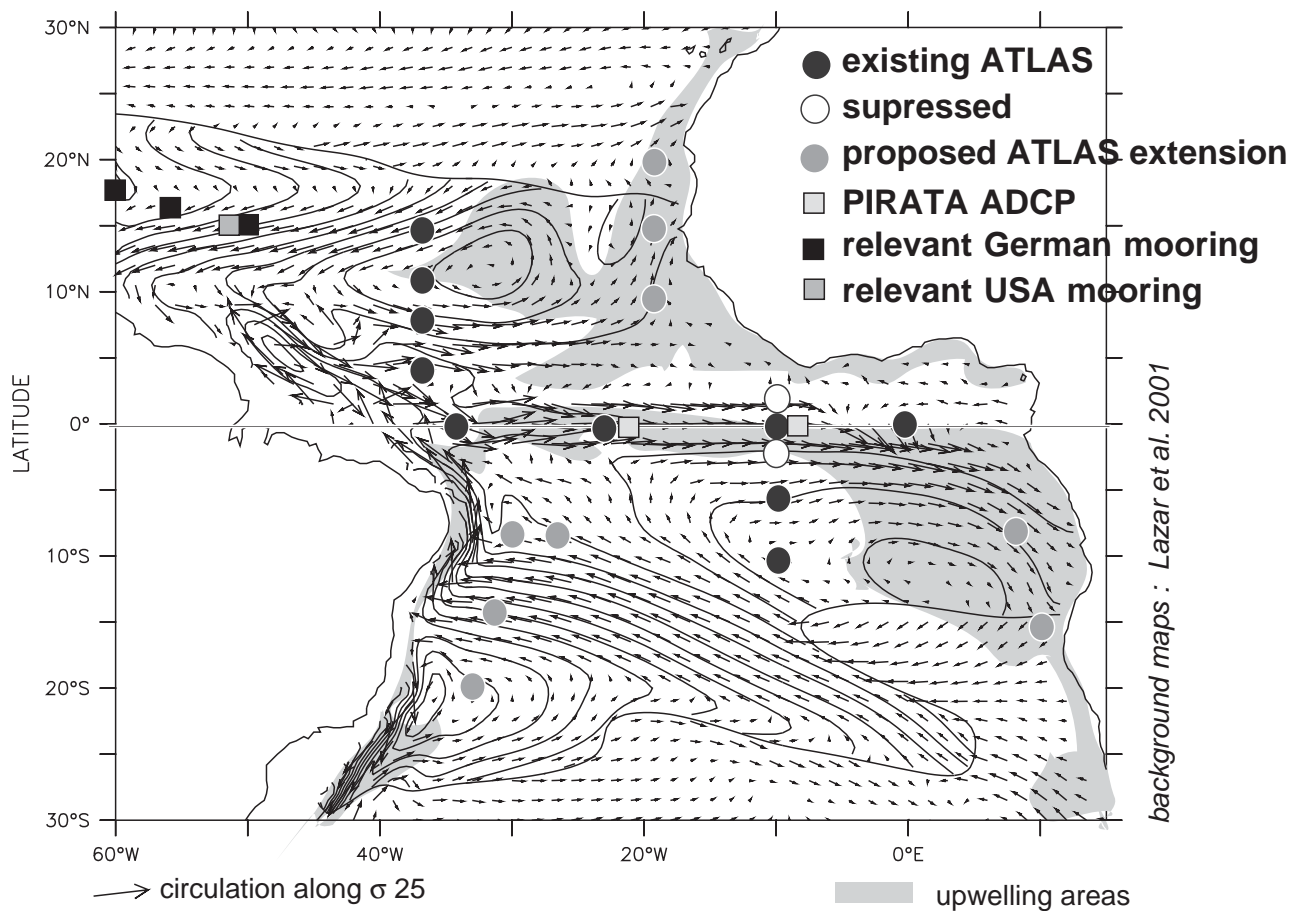 30°N
20°N
10°N
0°
10°S
20°S
30°S
LATITUDE
60°W
40°W
20°W
0°E
existing ATLAS
supressed
proposed ATLAS extension
PIRATA ADCP
relevant German mooring
relevant USA mooring
background maps : Lazar et al. 2001
circulation along σ 25
upwelling areas